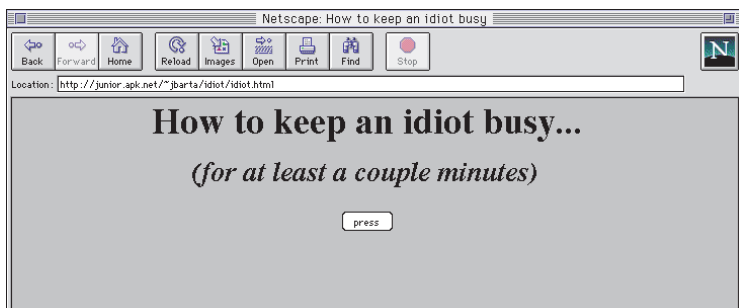 Netscape: How to keep an idiot busy
Back Forward Home Reload Images Open Print Find Stop
N
Location: http://junior.apk.net/~jbarta/idiot/idiot.html
How to keep an idiot busy...
(for at least a couple minutes)
press